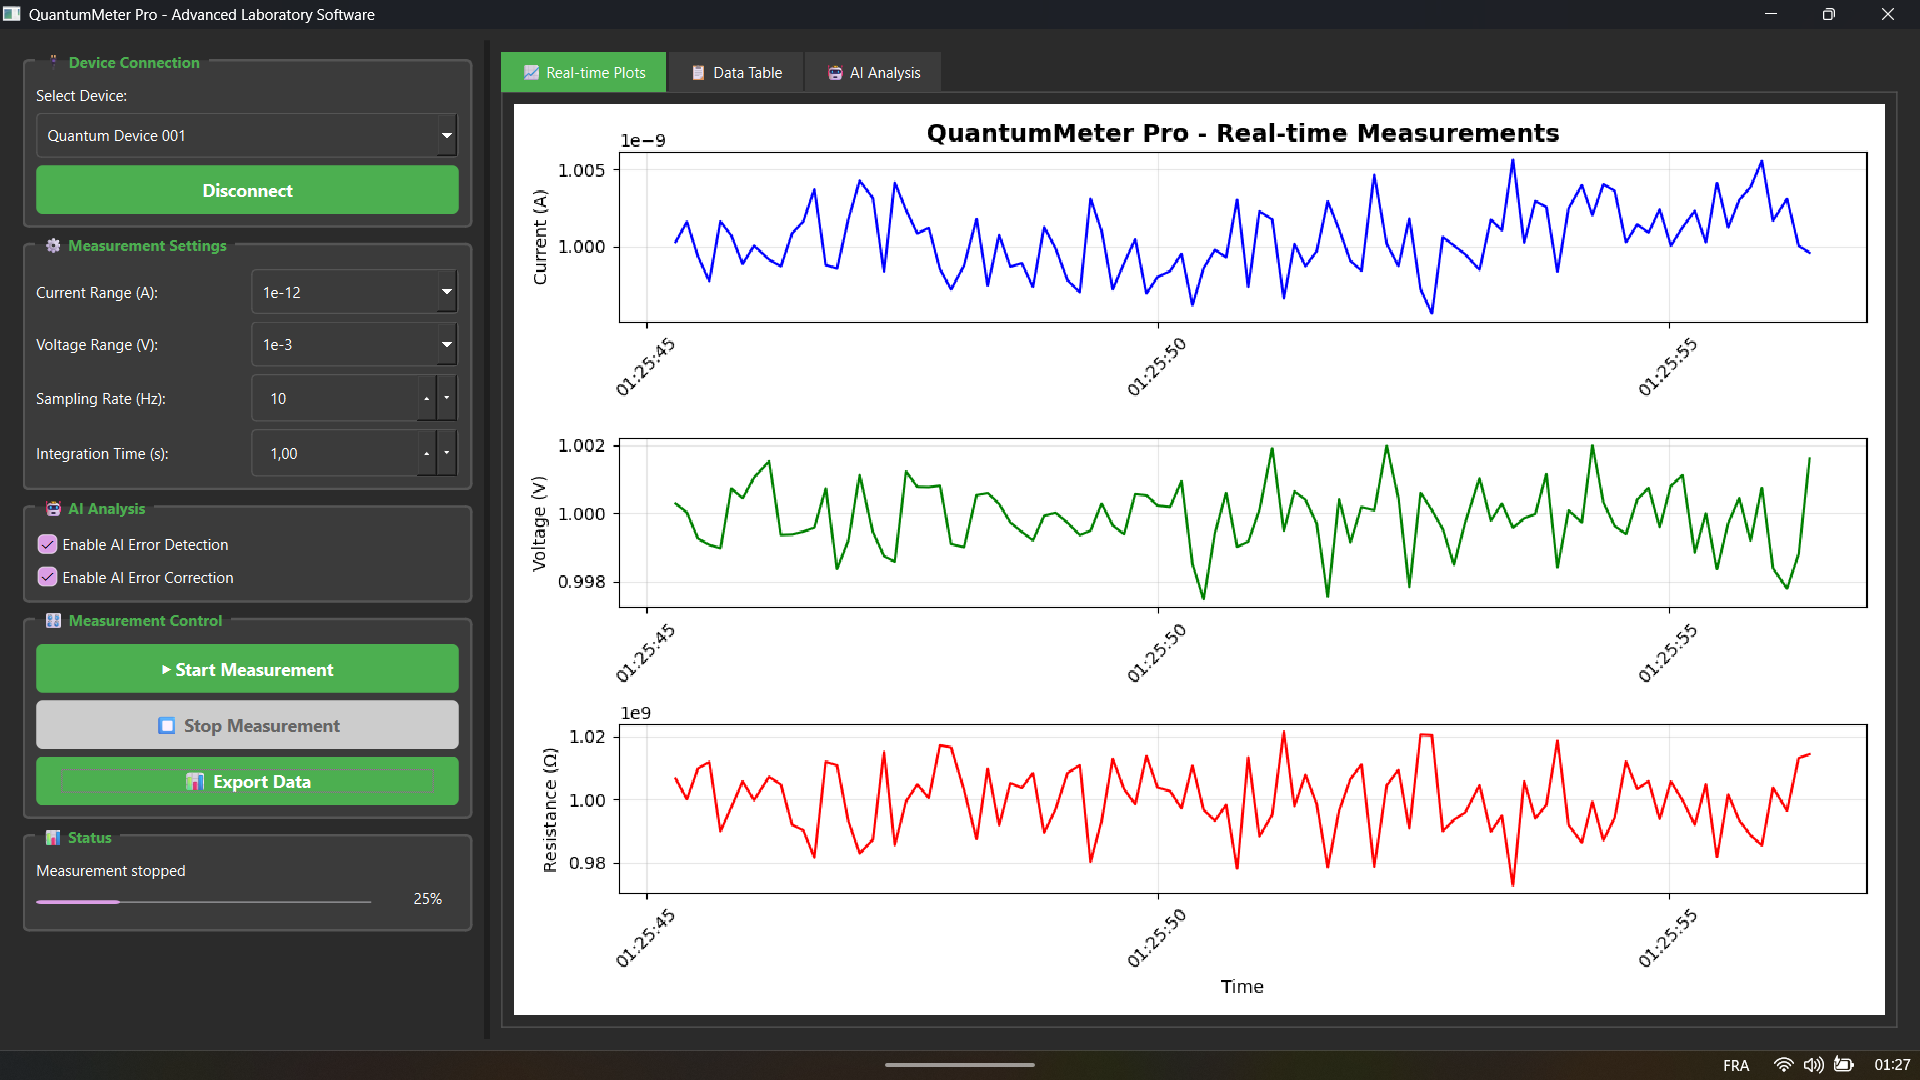 QuantumMeter Pro - Advanced Laboratory Software
Device Connection
Select Device:
Quantum Device 001
Disconnect
Measurement Settings
Current Range (A):
1e-12
Voltage Range (V):
1e-3
Sampling Rate (Hz):
10
Integration Time (s):
1,00
AI Analysis
Enable AI Error Detection
Enable AI Error Correction
Measurement Control
Start Measurement
Stop Measurement
Export Data
Status
Measurement stopped
25%
Real-time Plots
Data Table
AI Analysis
QuantumMeter Pro - Real-time Measurements
1e−9
1.005
1.000
Current (A)
01:25:45
01:25:50
01:25:55
1.002
1.000
0.998
Voltage (V)
01:25:45
01:25:50
01:25:55
1e9
1.02
1.00
0.98
Resistance (Ω)
01:25:45
01:25:50
01:25:55
Time
FRA
01:27